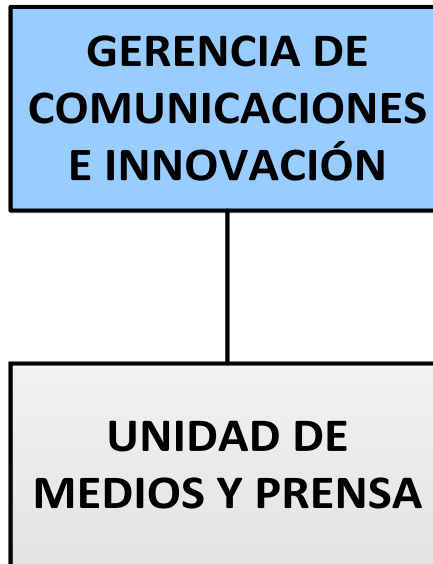 GERENCIA DE
COMUNICACIONES
E INNOVACIÓN
UNIDAD DE
MEDIOS Y PRENSA